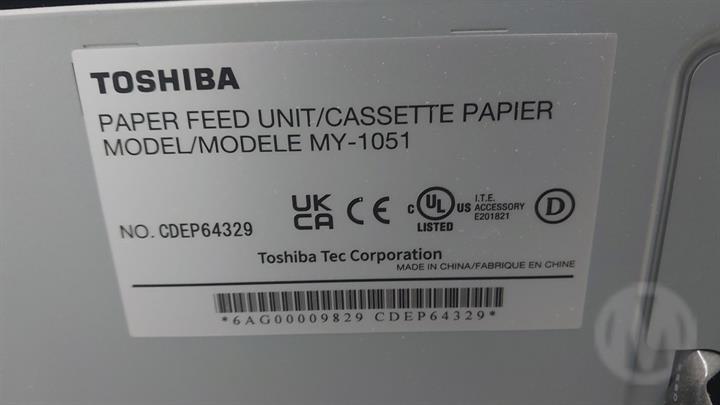 TOSHIBA
PAPER FEED UNIT/CASSETTE PAPIER
MODEL/MODELE MY-1051
NO. CDEP64329
UK
CA
CE
c UL US
LISTED
I.T.E.
ACCESSORY
E201821
D
Toshiba Tec Corporation
MADE IN CHINA/FABRIQUE EN CHINE
*6AG00009829 CDEP64329*
M